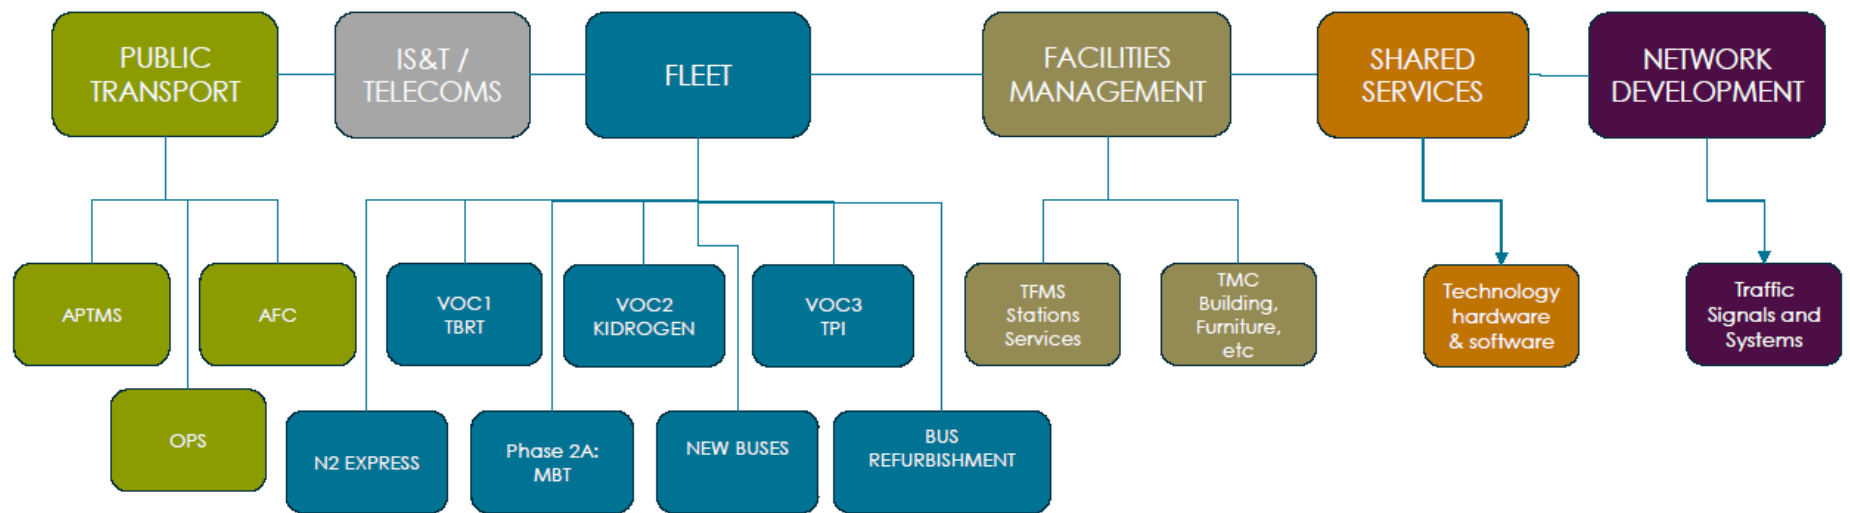 PUBLIC
TRANSPORT
IS&T /
TELECOMS
FLEET
FACILITIES
MANAGEMENT
SHARED
SERVICES
NETWORK
DEVELOPMENT
APTMS
AFC
VOC1
TBRT
VOC2
KIDROGEN
VOC3
TPI
TFMS
Stations
Services
TMC
Building,
Furniture,
etc
Technology
hardware
& software
Traffic
Signals and
Systems
OPS
N2 EXPRESS
Phase 2A:
MBT
NEW BUSES
BUS
REFURBISHMENT